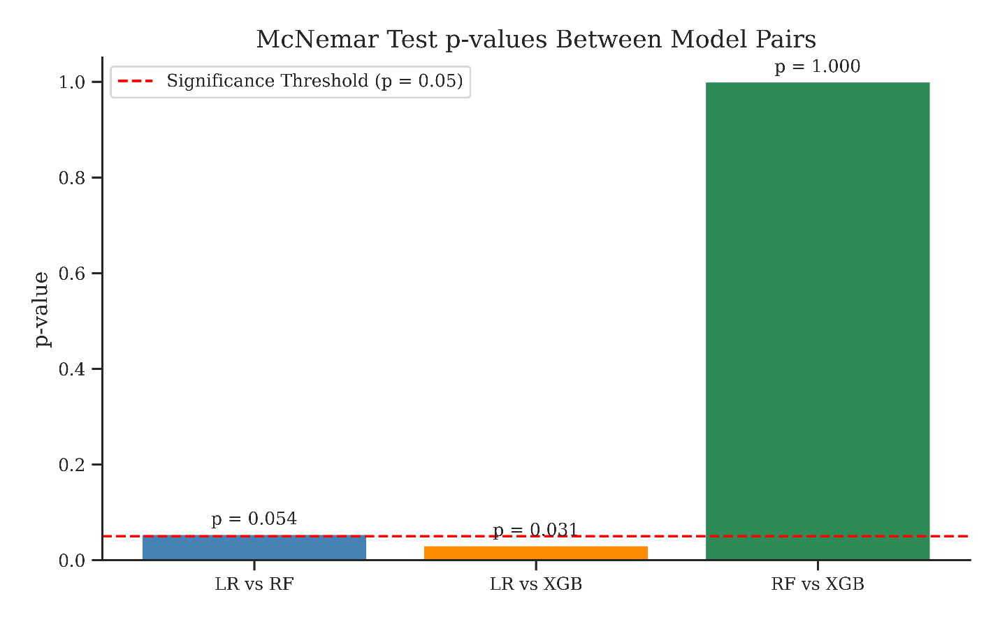 McNemar Test p-values Between Model Pairs
Significance Threshold (p = 0.05)
p-value
1.0
0.8
0.6
0.4
0.2
0.0
p = 0.054
p = 0.031
p = 1.000
LR vs RF
LR vs XGB
RF vs XGB